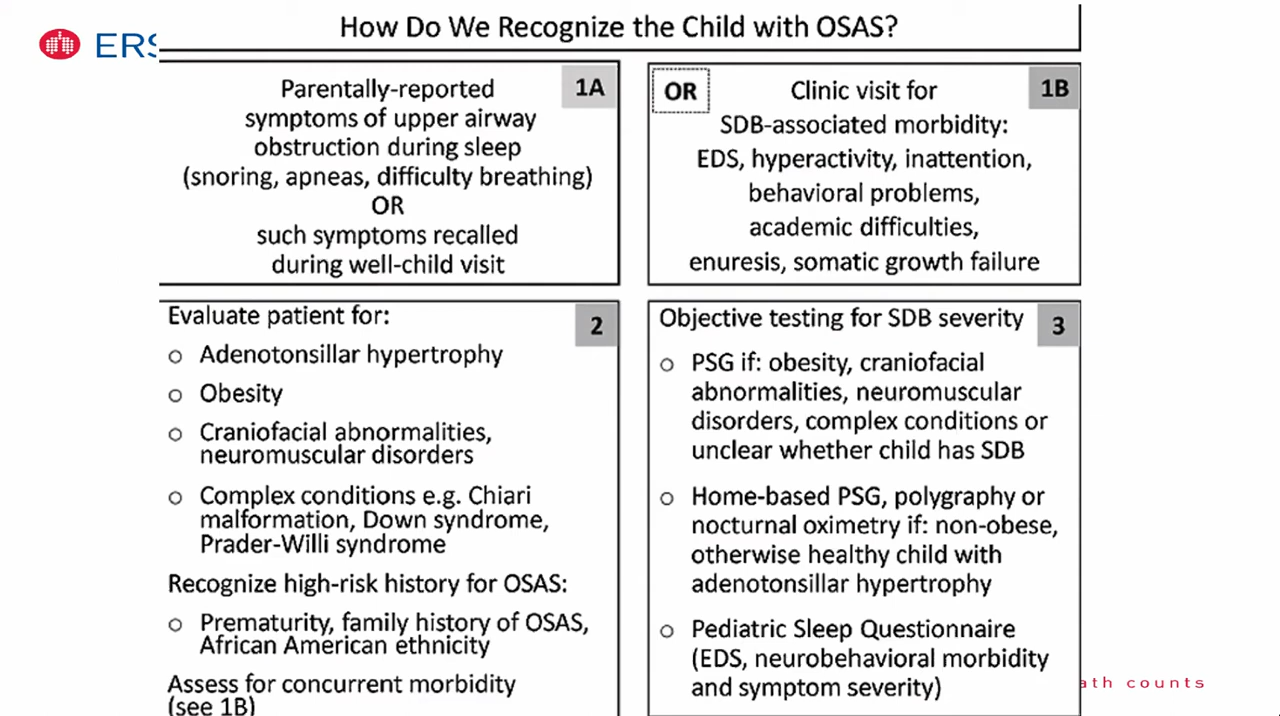 How Do We Recognize the Child with OSAS?
ERS
1A
Parentally-reported
symptoms of upper airway
obstruction during sleep
(snoring, apneas, difficulty breathing)
OR
such symptoms recalled
during well-child visit
OR
1B
Clinic visit for
SDB-associated morbidity:
EDS, hyperactivity, inattention,
behavioral problems,
academic difficulties,
enuresis, somatic growth failure
2
Evaluate patient for:
○ Adenotonsillar hypertrophy
○ Obesity
○ Craniofacial abnormalities,
neuromuscular disorders
○ Complex conditions e.g. Chiari
malformation, Down syndrome,
Prader-Willi syndrome
Recognize high-risk history for OSAS:
○ Prematurity, family history of OSAS,
African American ethnicity
Assess for concurrent morbidity
(see 1B)
3
Objective testing for SDB severity
○ PSG if: obesity, craniofacial
abnormalities, neuromuscular
disorders, complex conditions or
unclear whether child has SDB
○ Home-based PSG, polygraphy or
nocturnal oximetry if: non-obese,
otherwise healthy child with
adenotonsillar hypertrophy
○ Pediatric Sleep Questionnaire
(EDS, neurobehavioral morbidity
and symptom severity)
ath counts